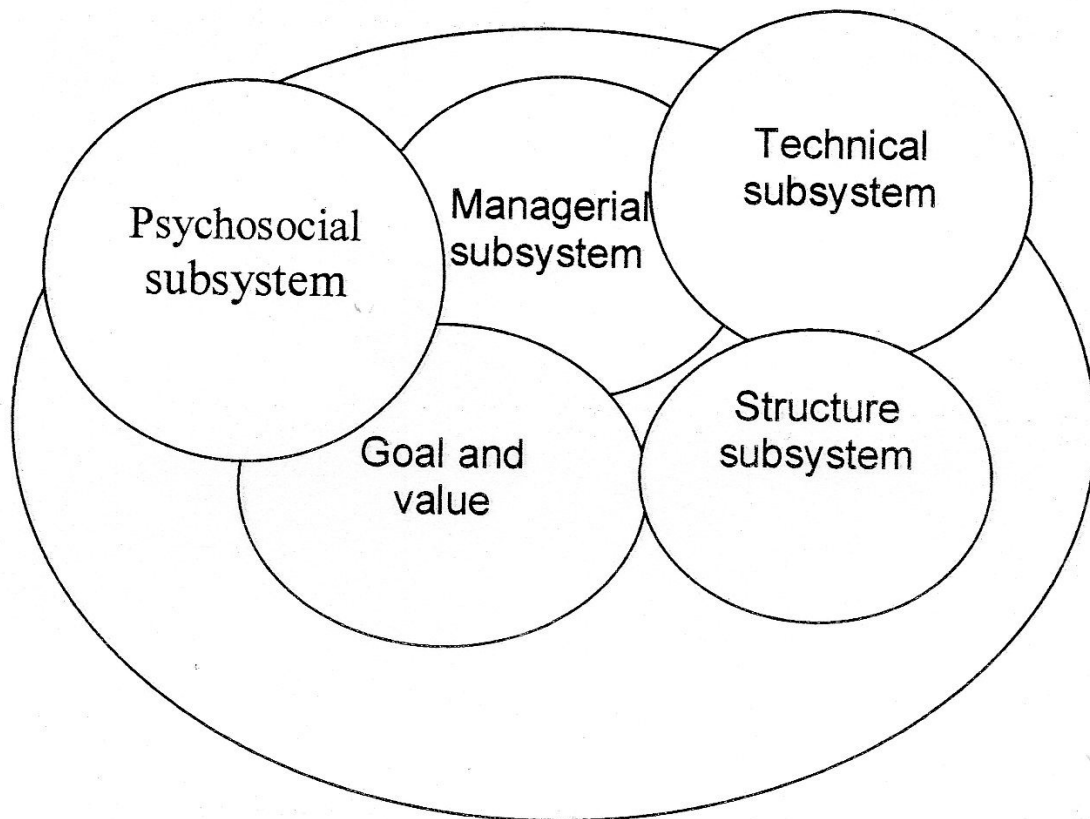 Psychosocial
subsystem
Managerial
subsystem
Technical
subsystem
Goal and
value
Structure
subsystem